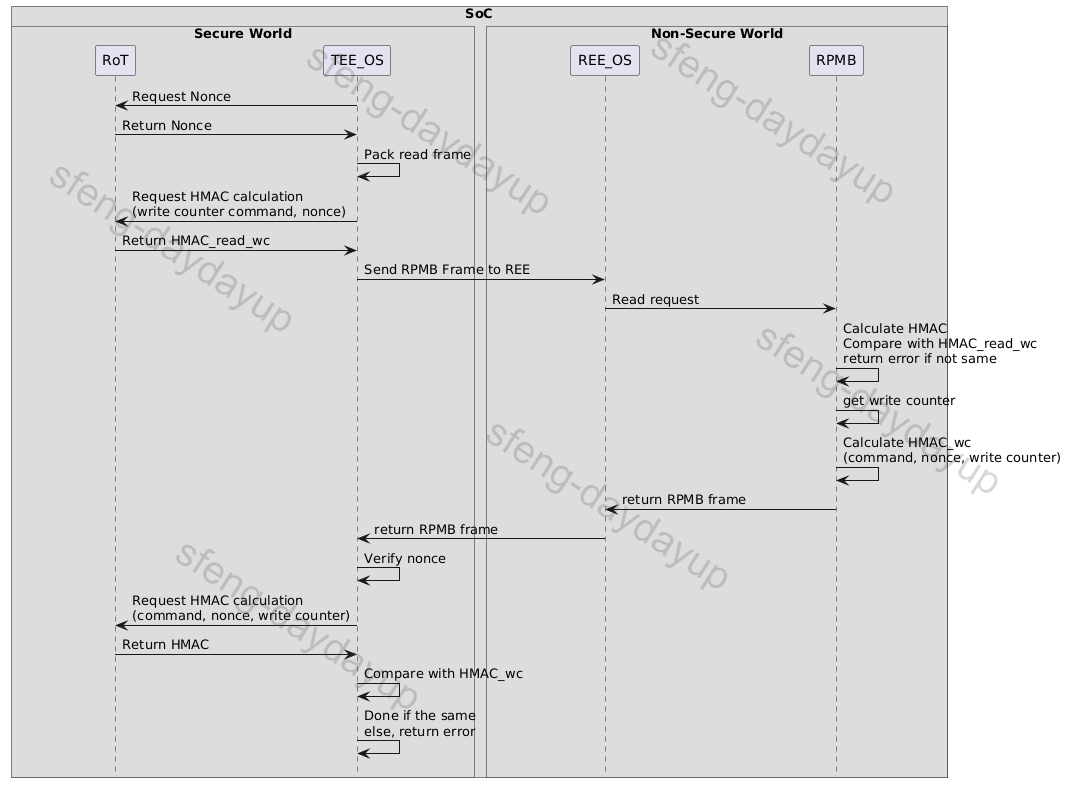 SoC
Secure World
Non-Secure World
RoT
TEE_OS
REE_OS
RPMB
Request Nonce
Return Nonce
Pack read frame
Request HMAC calculation
(write counter command, nonce)
Return HMAC_read_wc
Send RPMB Frame to REE
Read request
Calculate HMAC
Compare with HMAC_read_wc
return error if not same
get write counter
Calculate HMAC_wc
(command, nonce, write counter)
return RPMB frame
return RPMB frame
Verify nonce
Request HMAC calculation
(command, nonce, write counter)
Return HMAC
Compare with HMAC_wc
Done if the same
else, return error
sfeng-daydayup
sfeng-daydayup
sfeng-daydayup
sfeng-daydayup
sfeng-daydayup
sfeng-daydayup